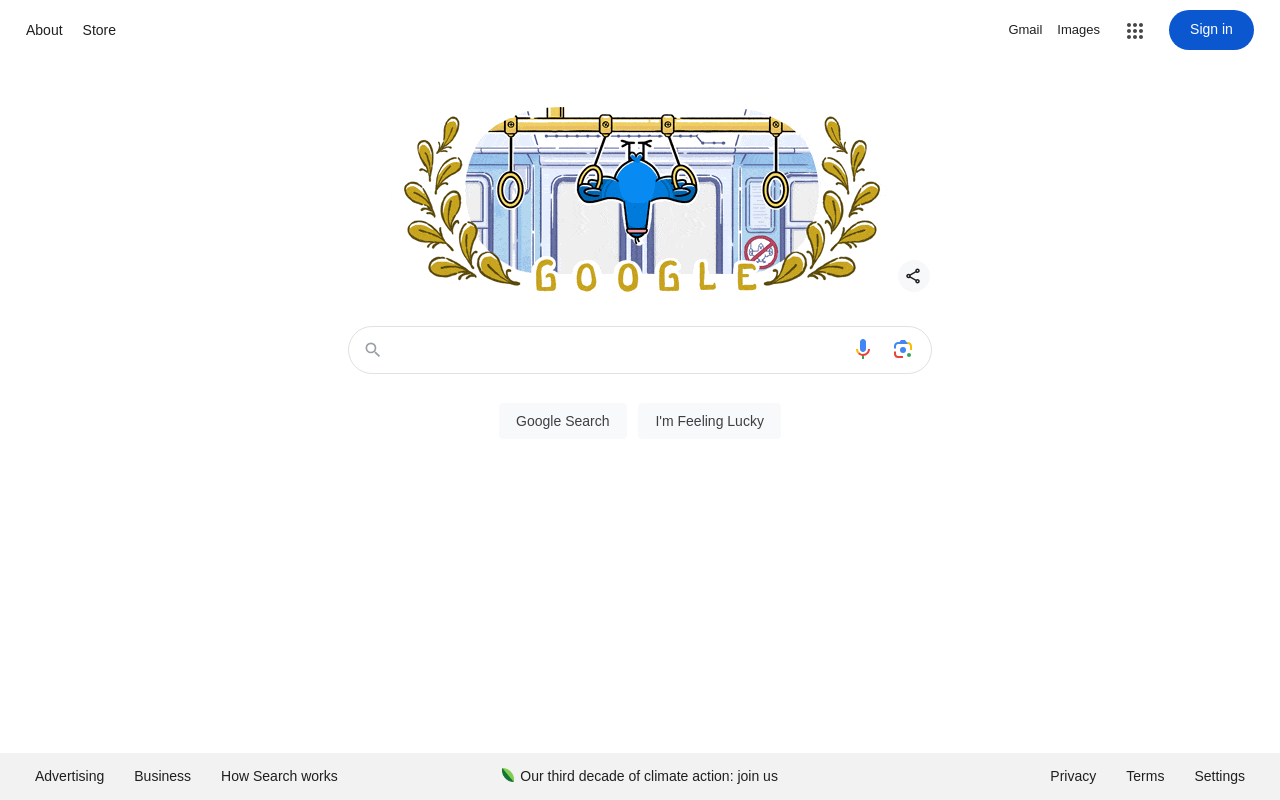 About Store
Gmail Images Sign in
GOOGLE
Google Search I'm Feeling Lucky
Advertising Business How Search works
Our third decade of climate action: join us
Privacy Terms Settings